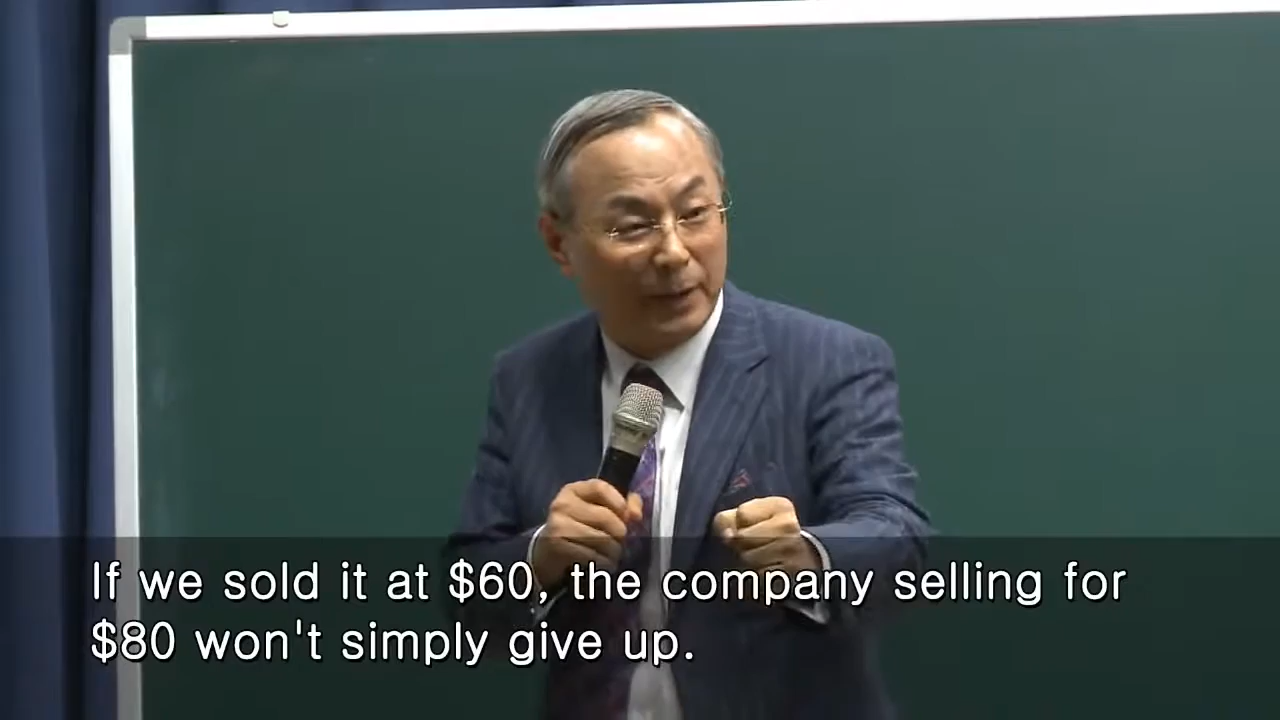 If we sold it at $60, the company selling for
$80 won't simply give up.